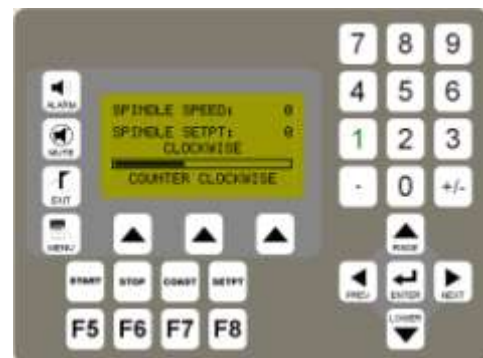 7 8 9
ALARM
4 5 6
SPINDLE SPEED: 0
MUTE
SPINDLE SETPT: 0
1 2 3
CLOCKWISE
EXIT
COUNTER CLOCKWISE
- 0 +/-
MENU
RAISE
START STOP COAST SETPT
PREV ENTER NEXT
F5 F6 F7 F8
LOWER